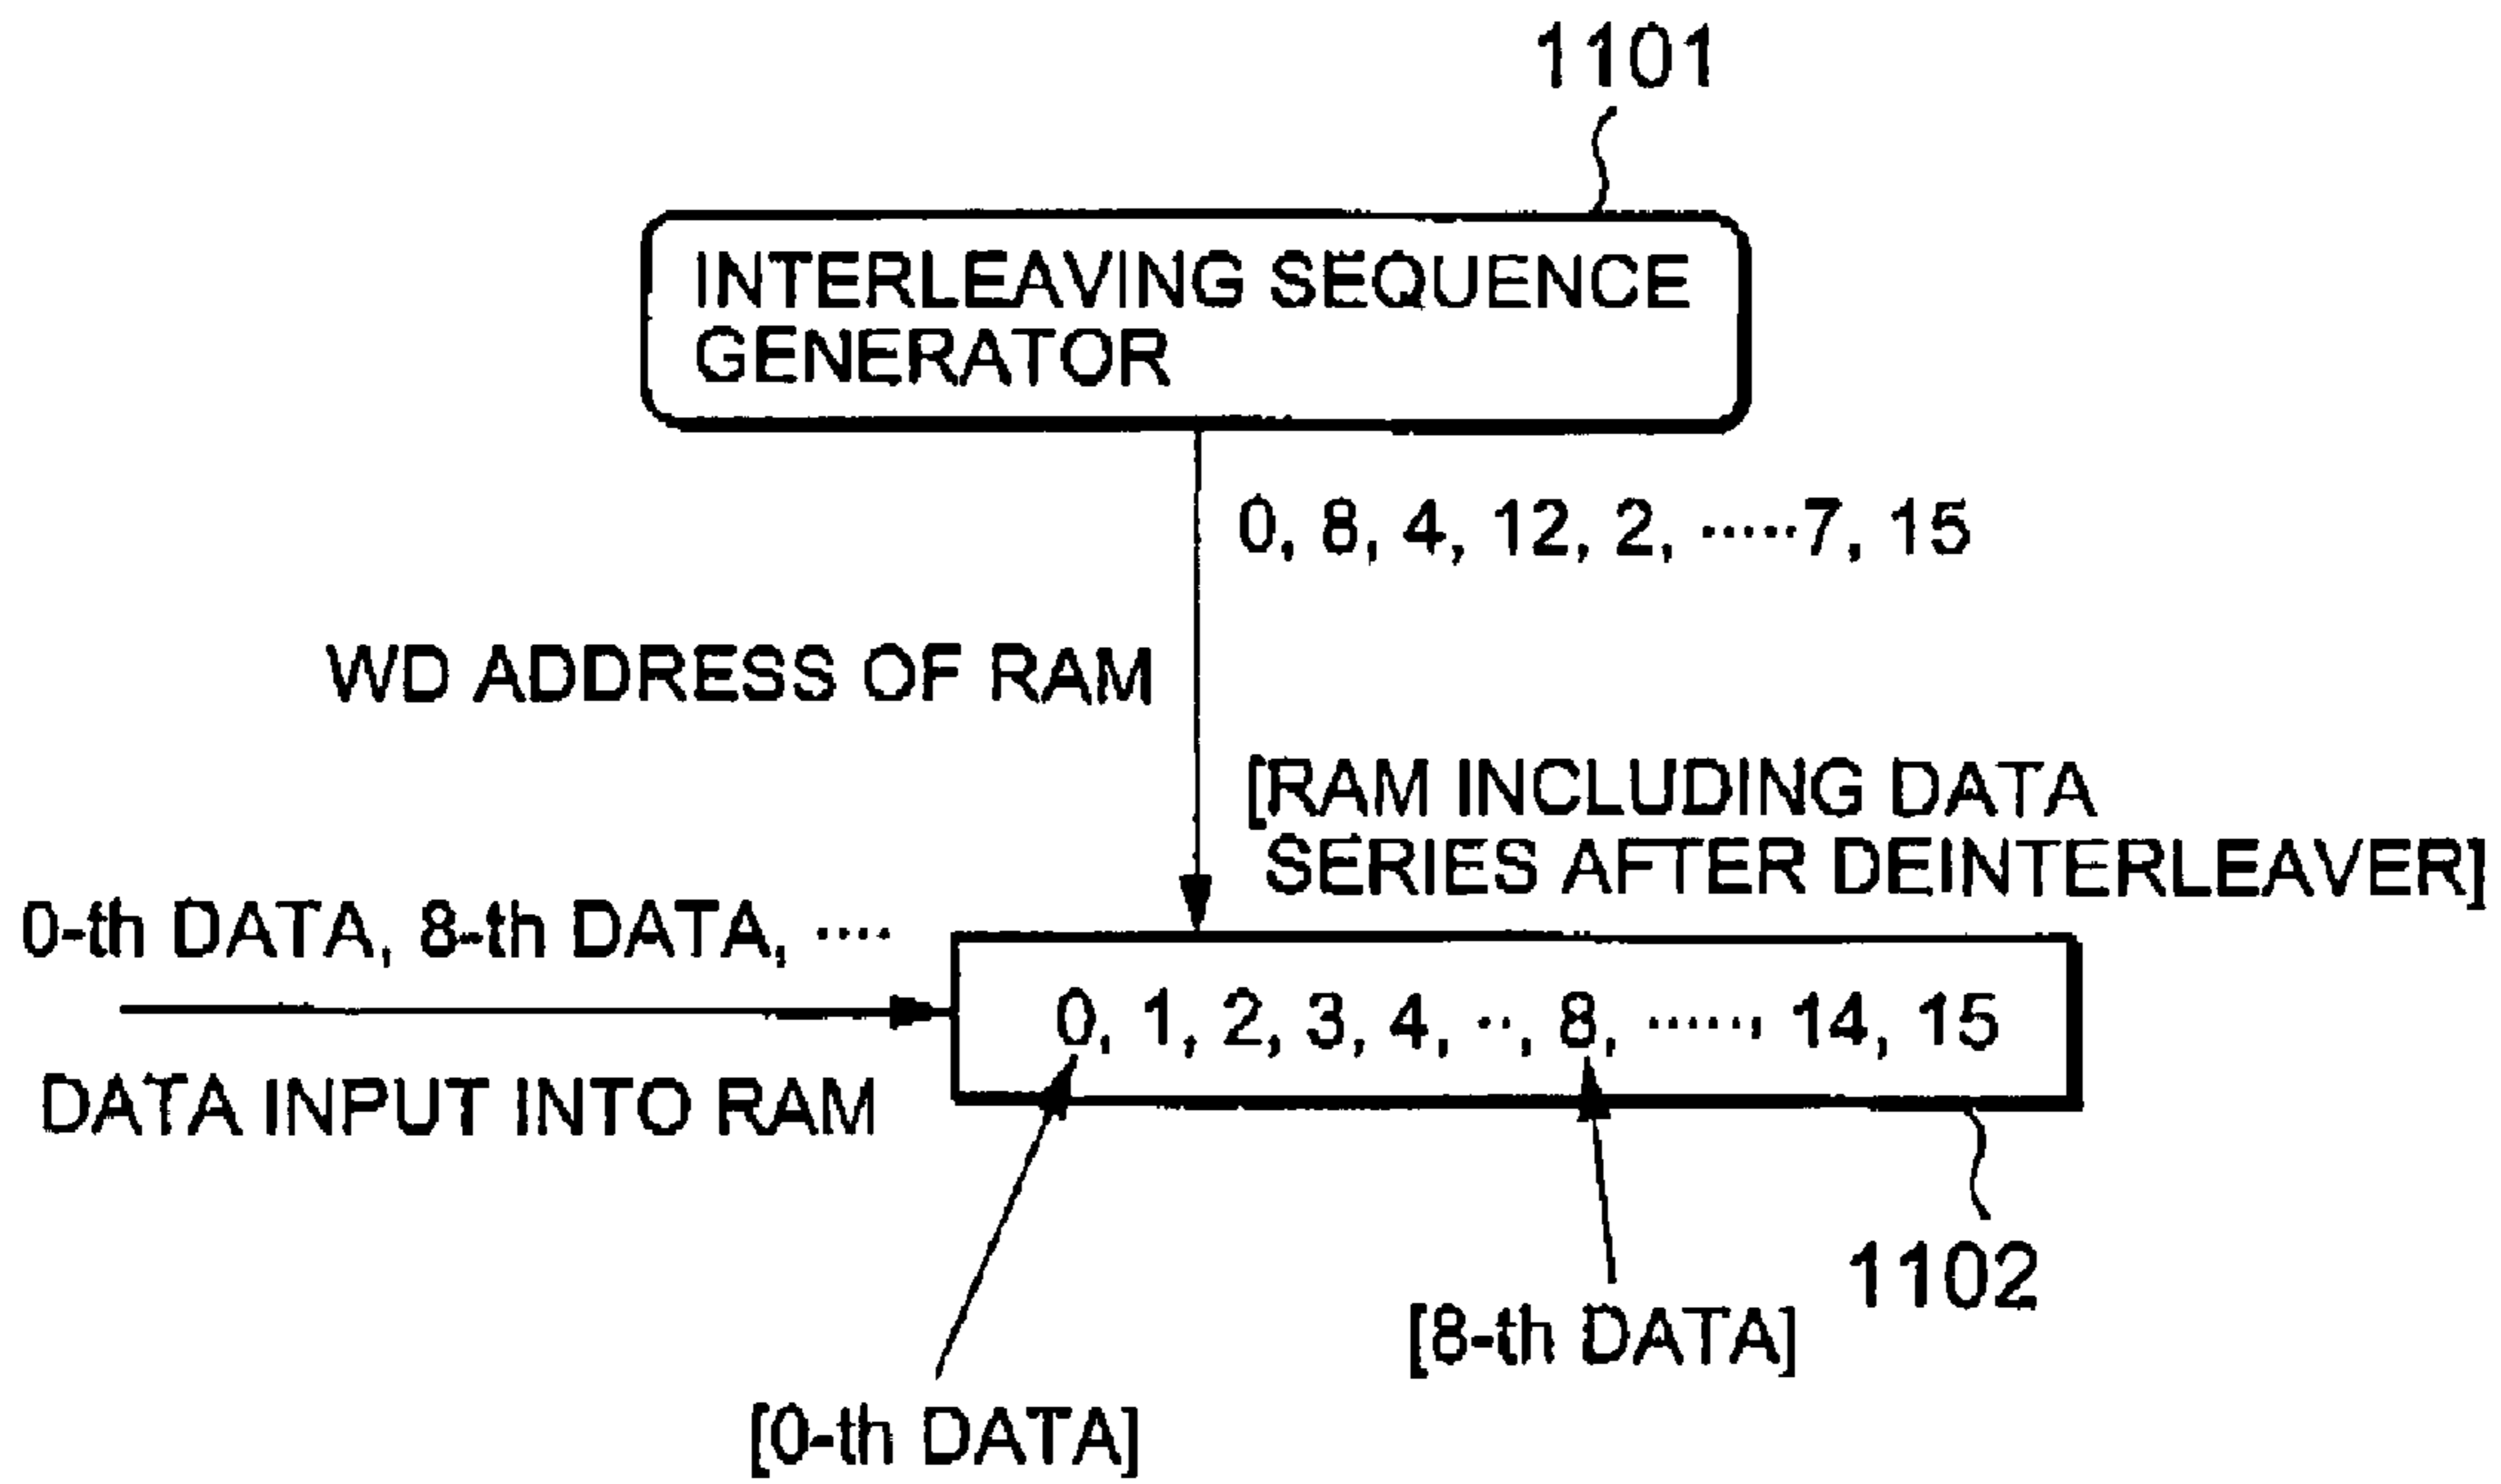 1101
INTERLEAVING SEQUENCE
GENERATOR
0, 8, 4, 12, 2, ·····7, 15
WD ADDRESS OF RAM
[RAM INCLUDING DATA
SERIES AFTER DEINTERLEAVER]
0-th DATA, 8-th DATA, ····
0, 1, 2, 3, 4, ··, 8, ·····, 14, 15
DATA INPUT INTO RAM
1102
[8-th DATA]
[0-th DATA]